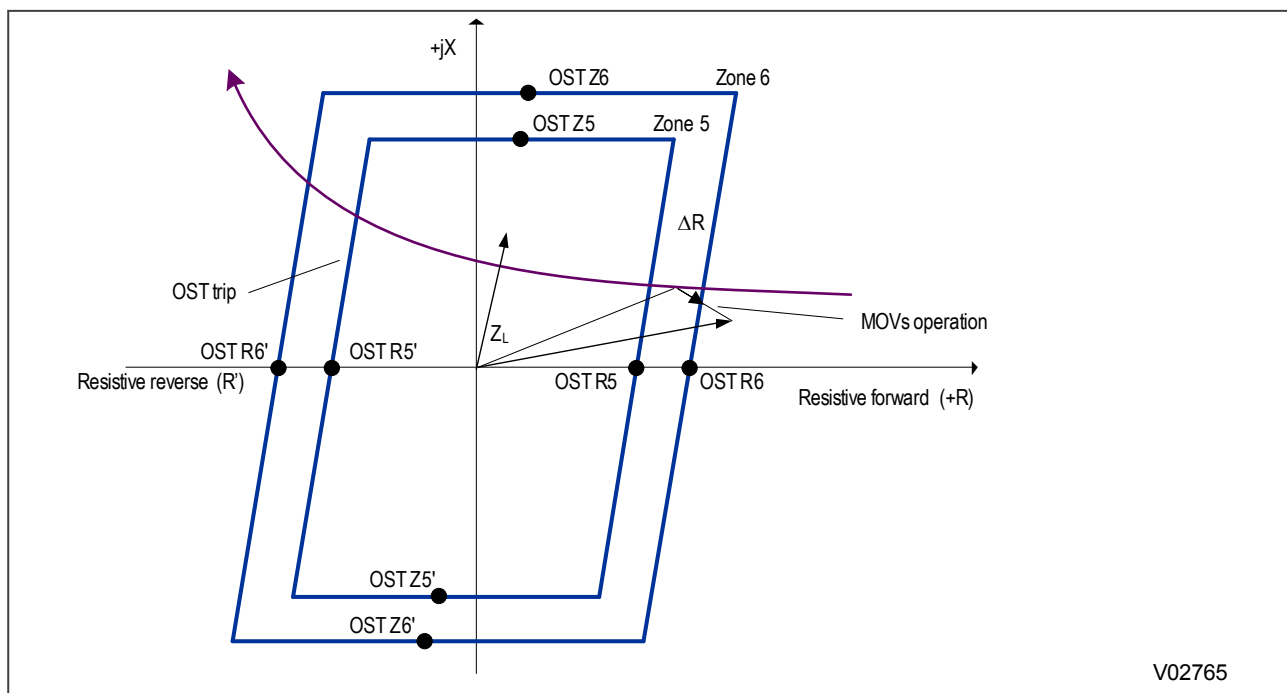 +jX
OST Z6
Zone 6
OST Z5
Zone 5
ΔR
OST trip
Z_L
MOVs operation
OST R6'
OST R5'
OST R5
OST R6
Resistive reverse (R')
Resistive forward (+R)
OST Z5'
OST Z6'
V02765